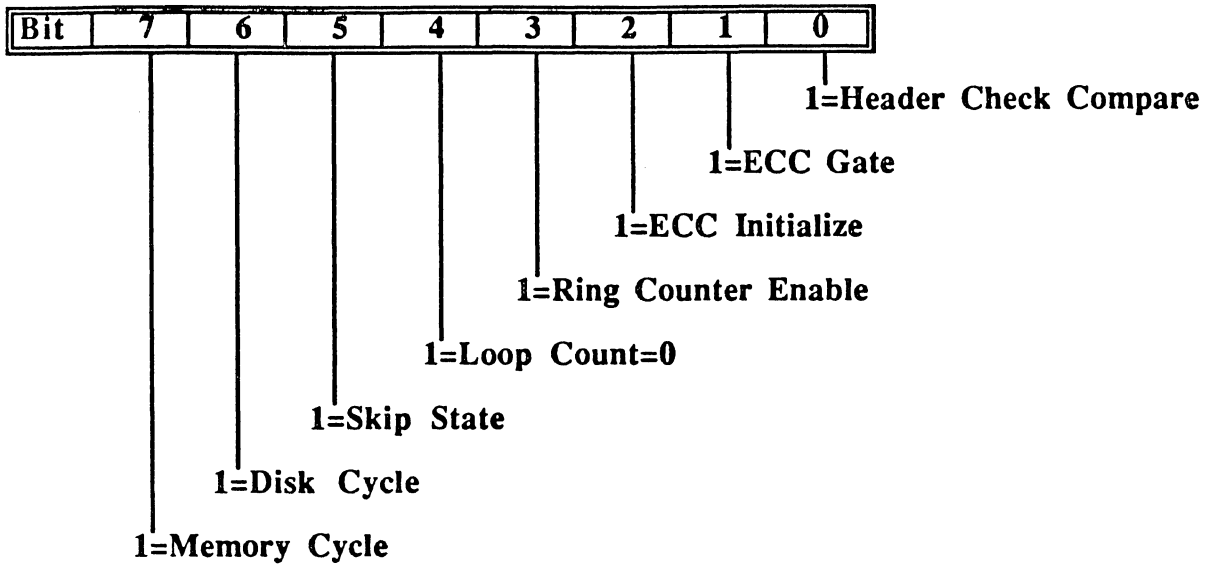 Bit 7 6 5 4 3 2 1 0
1=Header Check Compare
1=ECC Gate
1=ECC Initialize
1=Ring Counter Enable
1=Loop Count=0
1=Skip State
1=Disk Cycle
1=Memory Cycle